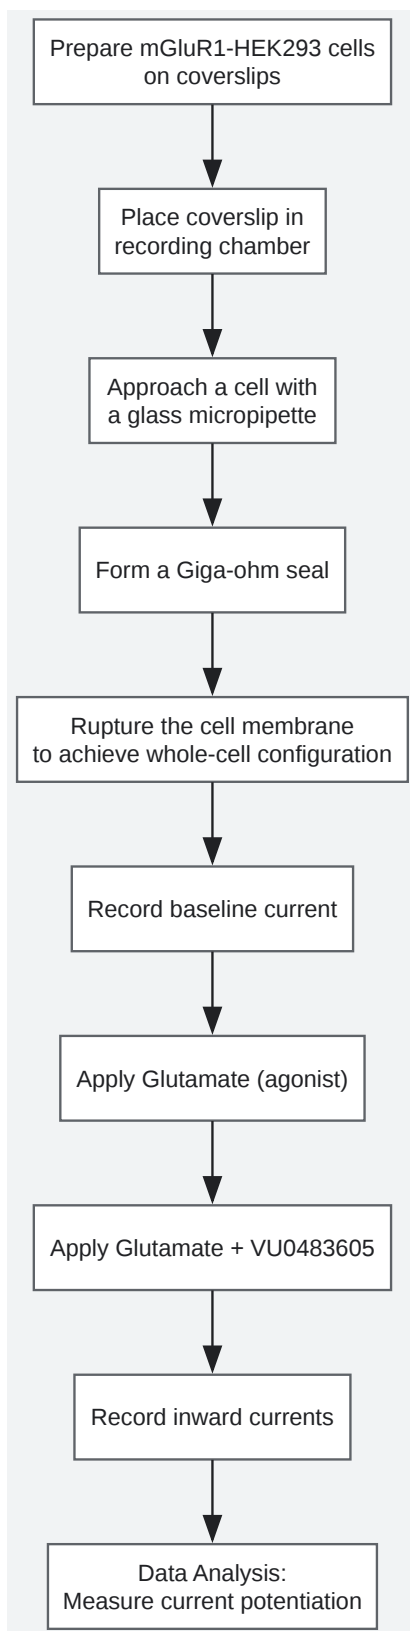 Prepare mGluR1-HEK293 cells
on coverslips
Place coverslip in
recording chamber
Approach a cell with
a glass micropipette
Form a Giga-ohm seal
Rupture the cell membrane
to achieve whole-cell configuration
Record baseline current
Apply Glutamate (agonist)
Apply Glutamate + VU0483605
Record inward currents
Data Analysis:
Measure current potentiation